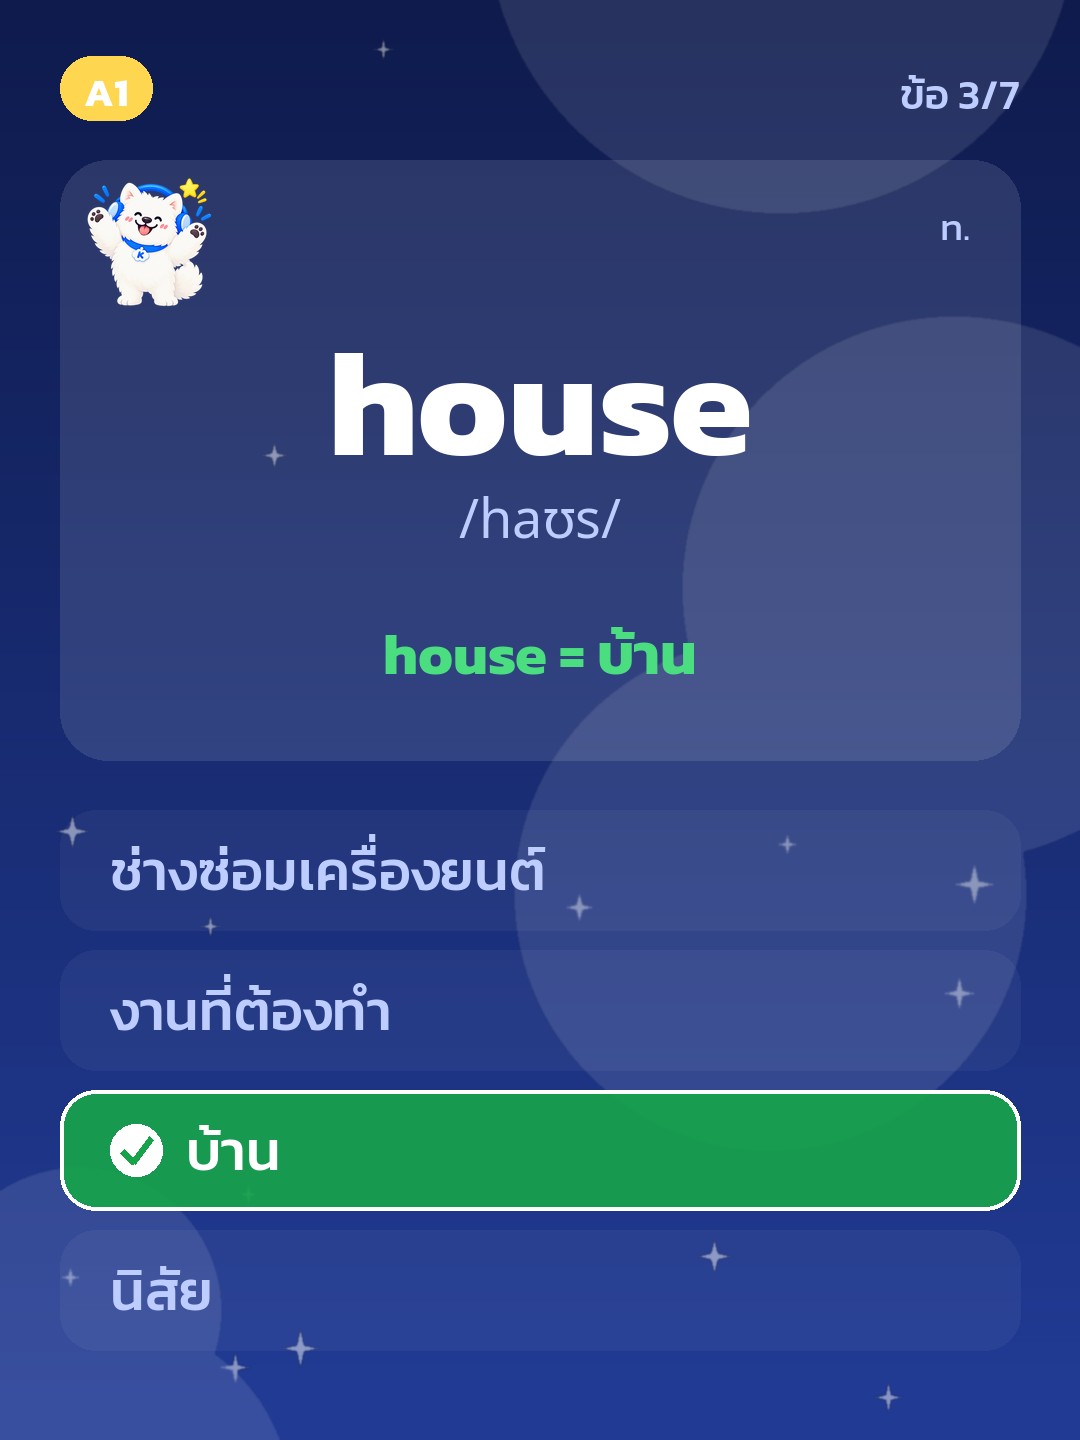 A1
ข้อ 3/7
n.
K
house
/haʊs/
house = บ้าน
ช่างซ่อมเครื่องยนต์
งานที่ต้องทำ
บ้าน
นิสัย